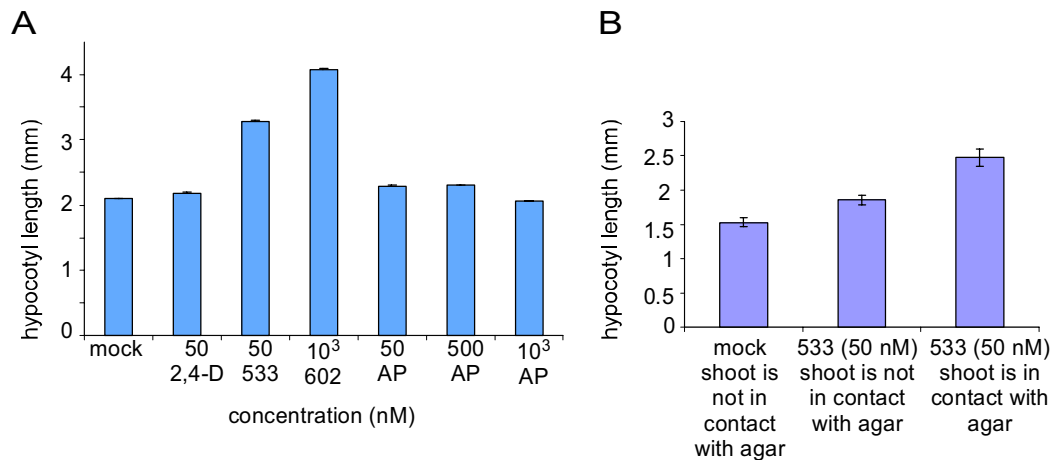 A
hypocotyl length (mm)
4
3
2
1
0
mock
50
2,4-D
50
533
10³
602
50
AP
500
AP
10³
AP
concentration (nM)
B
hypocotyl length (mm)
3
2.5
2
1.5
1
0.5
0
mock
shoot is
not in
contact
with agar
533 (50 nM)
shoot is not
in contact
with agar
533 (50 nM)
shoot is in
contact with
agar